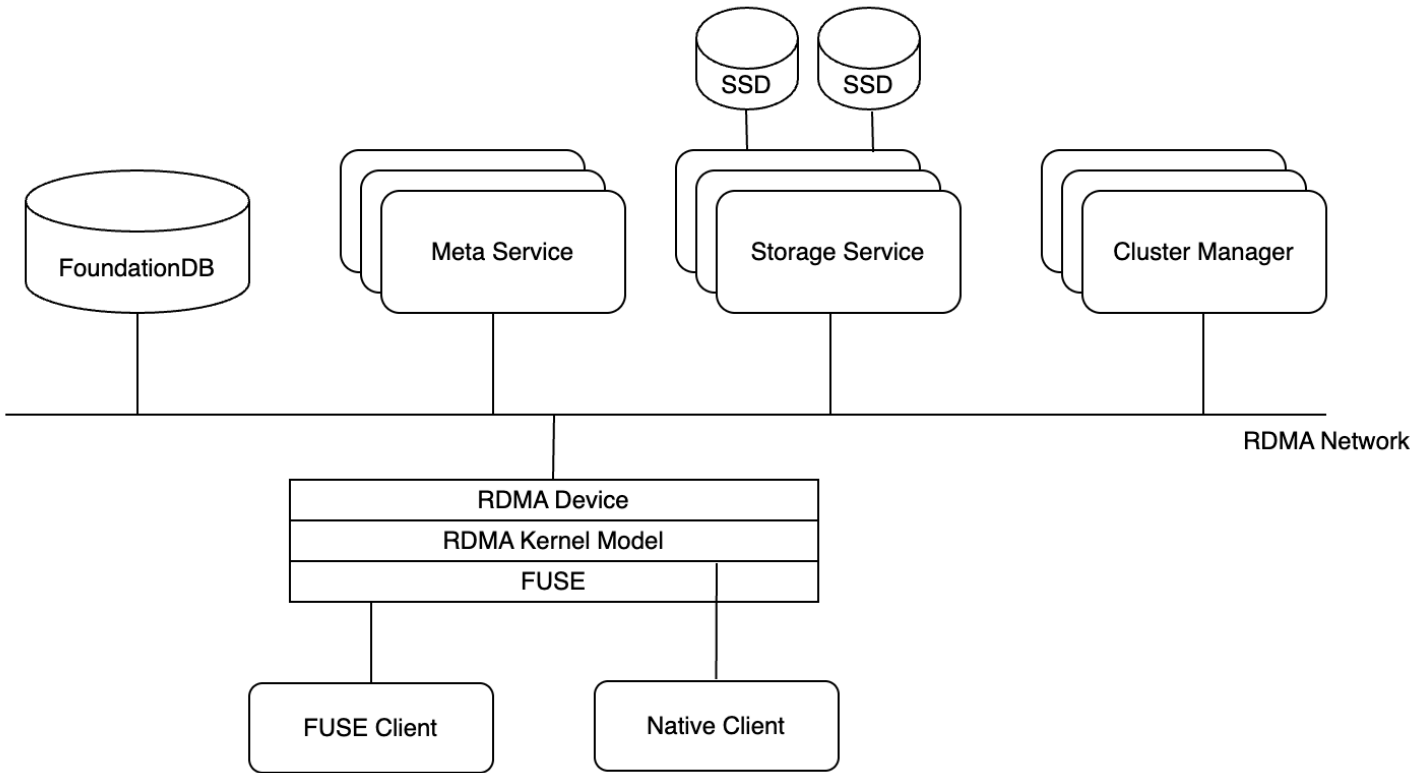 SSD
SSD
FoundationDB
Meta Service
Storage Service
Cluster Manager
RDMA Network
RDMA Device
RDMA Kernel Model
FUSE
FUSE Client
Native Client